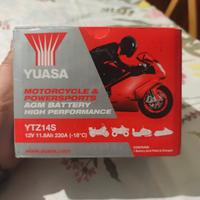 YUASA
MOTORCYCLE &
POWERSPORTS
AGM BATTERY
HIGH PERFORMANCE
YTZ14S
12V 11.8Ah 230A (-18°C)